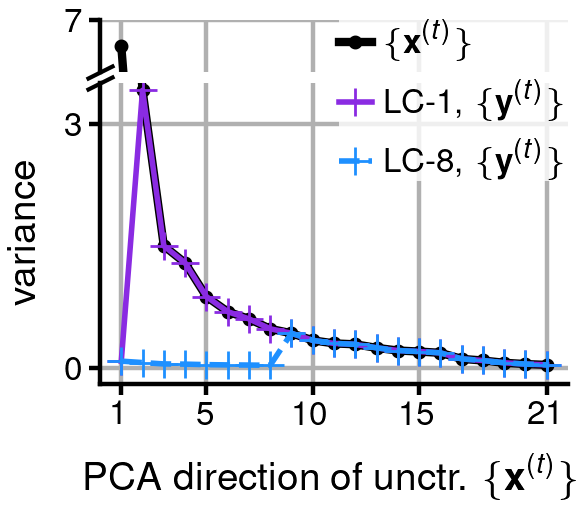 7
{x^(t)}
LC-1, {y^(t)}
3
LC-8, {y^(t)}
variance
0
1 5 10 15 21
PCA direction of unctr. {x^(t)}